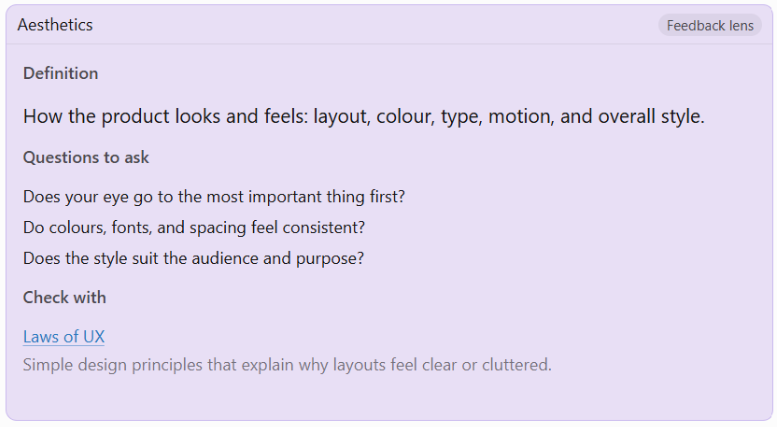 Aesthetics
Feedback lens
Definition
How the product looks and feels: layout, colour, type, motion, and overall style.
Questions to ask
Does your eye go to the most important thing first?
Do colours, fonts, and spacing feel consistent?
Does the style suit the audience and purpose?
Check with
Laws of UX
Simple design principles that explain why layouts feel clear or cluttered.